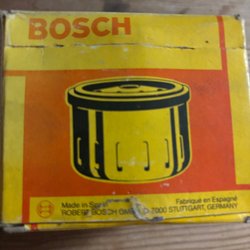 BOSCH
Made in Spain
Fabriqué en Espagne
ROBERT BOSCH GMBH D-7000 STUTTGART, GERMANY